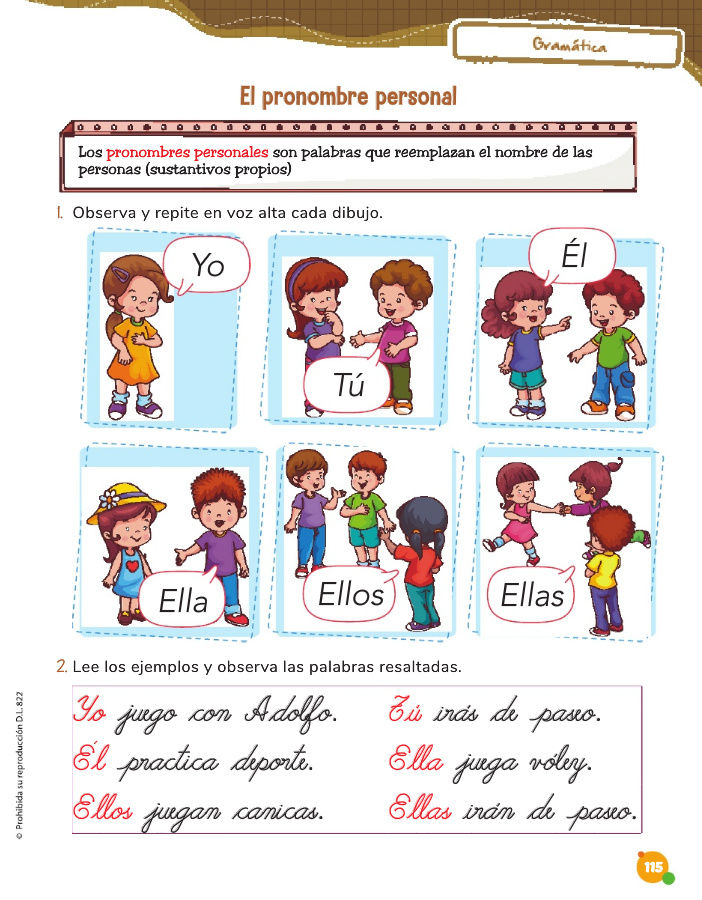 Gramática
El pronombre personal
Los pronombres personales son palabras que reemplazan el nombre de las
personas (sustantivos propios)
1. Observa y repite en voz alta cada dibujo.
Yo
Tú
Él
Ella
Ellos
Ellas
2. Lee los ejemplos y observa las palabras resaltadas.
Yo juego con Adolfo.
Tú irás de paseo.
Él practica deporte.
Ella juega vóley.
Ellos juegan canicas.
Ellas irán de paseo.
© Prohibida su reproducción D.L. 822
115